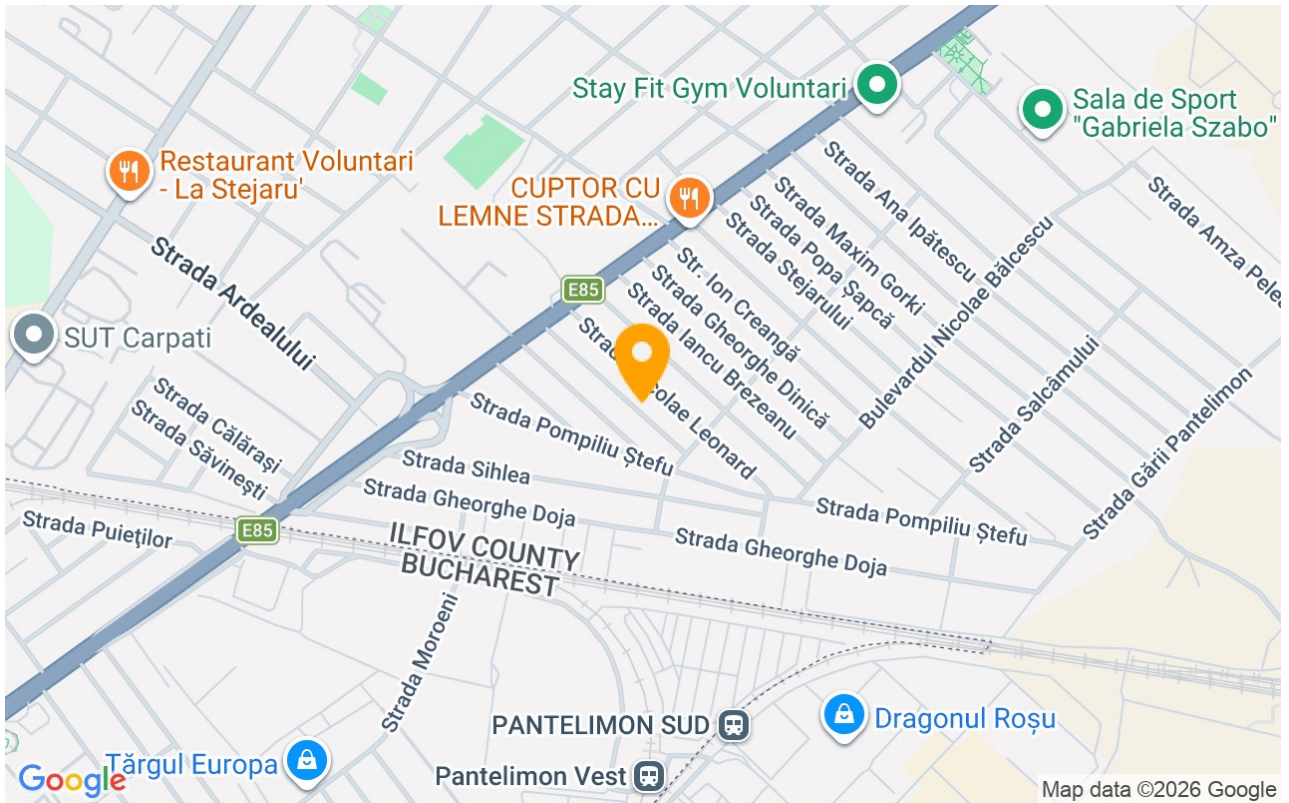 Stay Fit Gym Voluntari
Sala de Sport
"Gabriela Szabo"
Restaurant Voluntari
- La Stejaru'
CUPTOR CU
LEMNE STRADA...
Strada Ana Ipătescu
Strada Maxim Gorki
Strada Popa Șapcă
Strada Stejarului
Strada Amza Pelea
Str. Ion Creangă
Strada Gheorghe Dinică
Strada Iancu Brezeanu
Bulevardul Nicolae Bălcescu
Strada Ardealului
E85
SUT Carpati
colae Leonard
Strada Salcâmului
Strada Gării Pantelimon
Strada Călărași
Strada Săvinești
Strada Pompiliu Ștefu
Strada Sihlea
Strada Gheorghe Doja
Strada Pompiliu Ștefu
Strada Puieților
E85
ILFOV COUNTY
BUCHAREST
Strada Gheorghe Doja
Strada Moroeni
PANTELIMON SUD
Dragonul Roșu
Târgul Europa
Pantelimon Vest
Google
Map data ©2026 Google